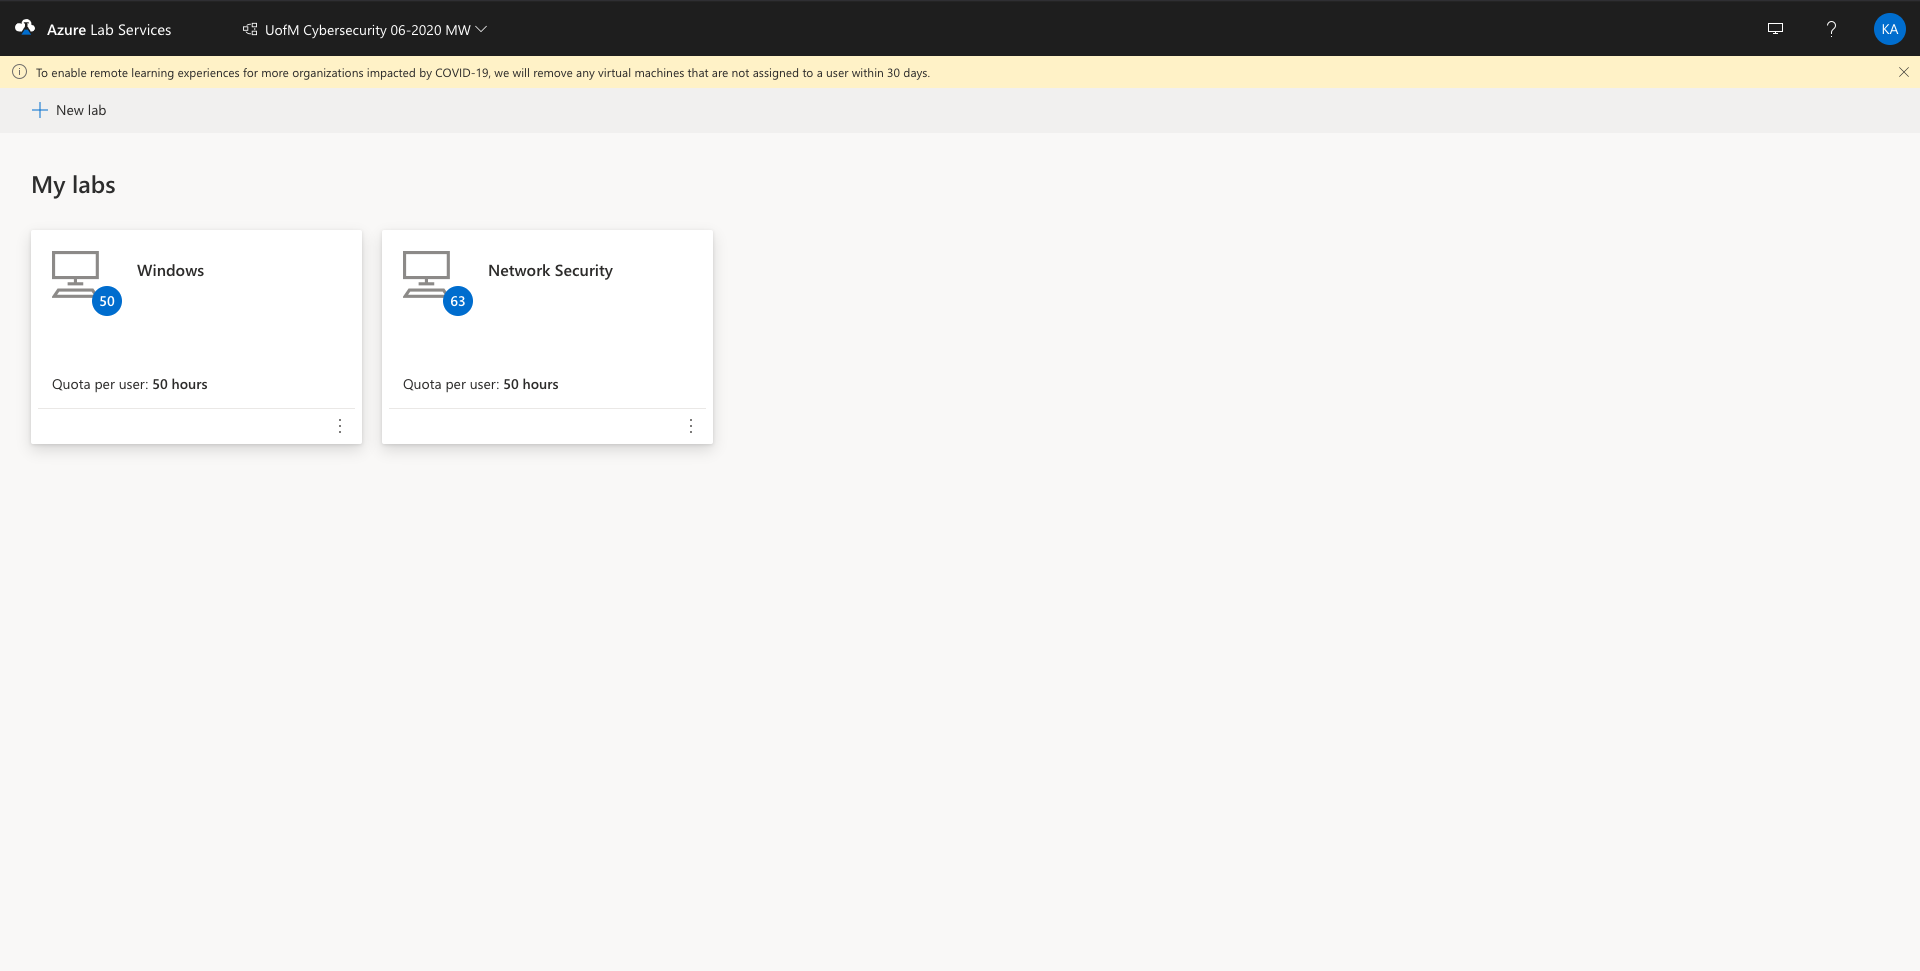 Azure Lab Services
UofM Cybersecurity 06-2020 MW
?
KA
To enable remote learning experiences for more organizations impacted by COVID-19, we will remove any virtual machines that are not assigned to a user within 30 days.
New lab
My labs
Windows
50
Quota per user: 50 hours
Network Security
63
Quota per user: 50 hours